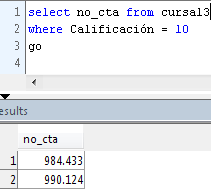 1 select no_cta from cursal3
2 where Calificación = 10
3 go
4
esults
no_cta
1 984.433
2 990.124